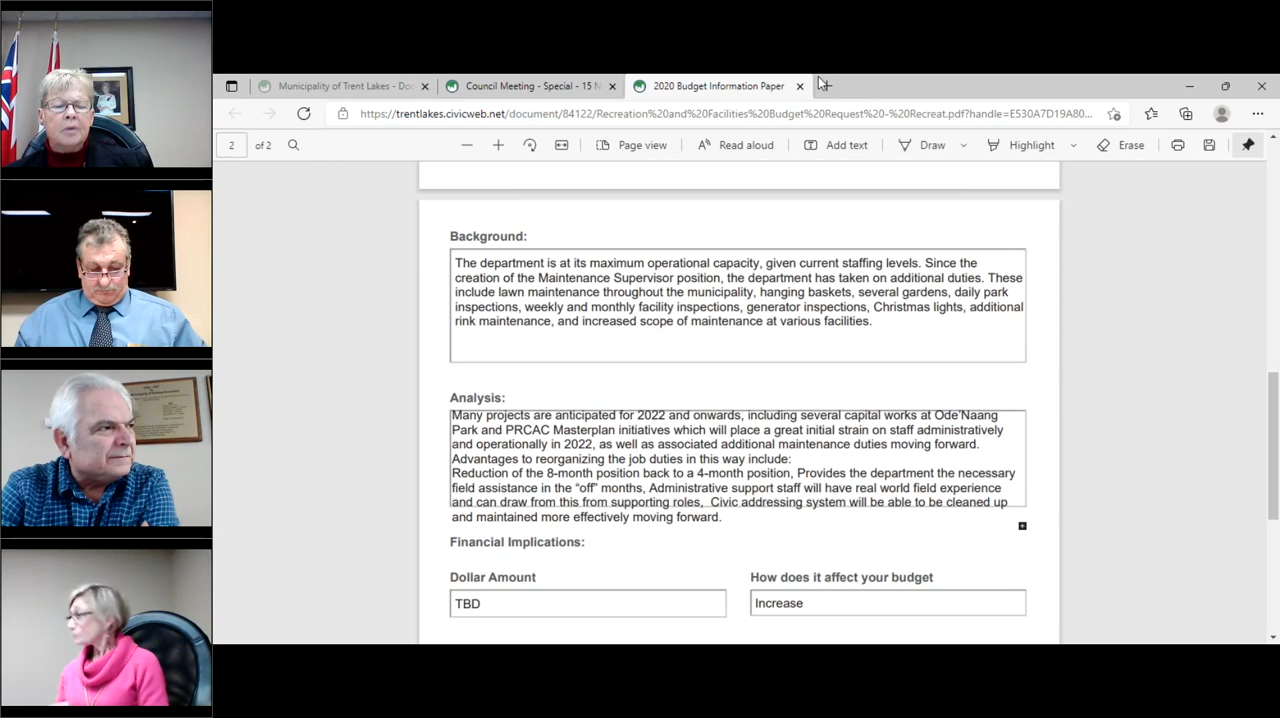 Municipality of Trent Lakes - Doc
Council Meeting - Special - 15 N
2020 Budget Information Paper
https://trentlakes.civicweb.net/document/84122/Recreation%20and%20Facilities%20Budget%20Request%20-%20Recreat.pdf?handle=E530A7D19A80...
2 of 2
Page view
Read aloud
Add text
Draw
Highlight
Erase
Background:
The department is at its maximum operational capacity, given current staffing levels. Since the
creation of the Maintenance Supervisor position, the department has taken on additional duties. These
include lawn maintenance throughout the municipality, hanging baskets, several gardens, daily park
inspections, weekly and monthly facility inspections, generator inspections, Christmas lights, additional
rink maintenance, and increased scope of maintenance at various facilities.
Analysis:
Many projects are anticipated for 2022 and onwards, including several capital works at Ode'Naang
Park and PRCAC Masterplan initiatives which will place a great initial strain on staff administratively
and operationally in 2022, as well as associated additional maintenance duties moving forward.
Advantages to reorganizing the job duties in this way include:
Reduction of the 8-month position back to a 4-month position, Provides the department the necessary
field assistance in the “off” months, Administrative support staff will have real world field experience
and can draw from this from supporting roles,  Civic addressing system will be able to be cleaned up
and maintained more effectively moving forward.
Financial Implications:
Dollar Amount
How does it affect your budget
TBD
Increase